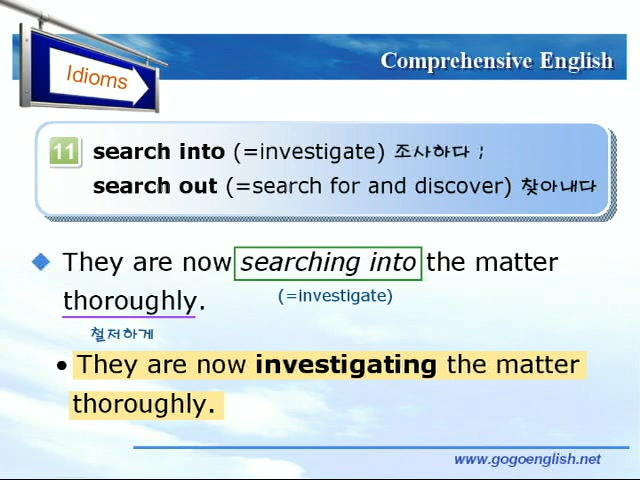 Idioms
Comprehensive English
11 search into (=investigate) 조사하다 ;
search out (=search for and discover) 찾아내다
◆ They are now searching into the matter
(=investigate)
thoroughly.
철저하게
• They are now investigating the matter
thoroughly.
www.gogoenglish.net